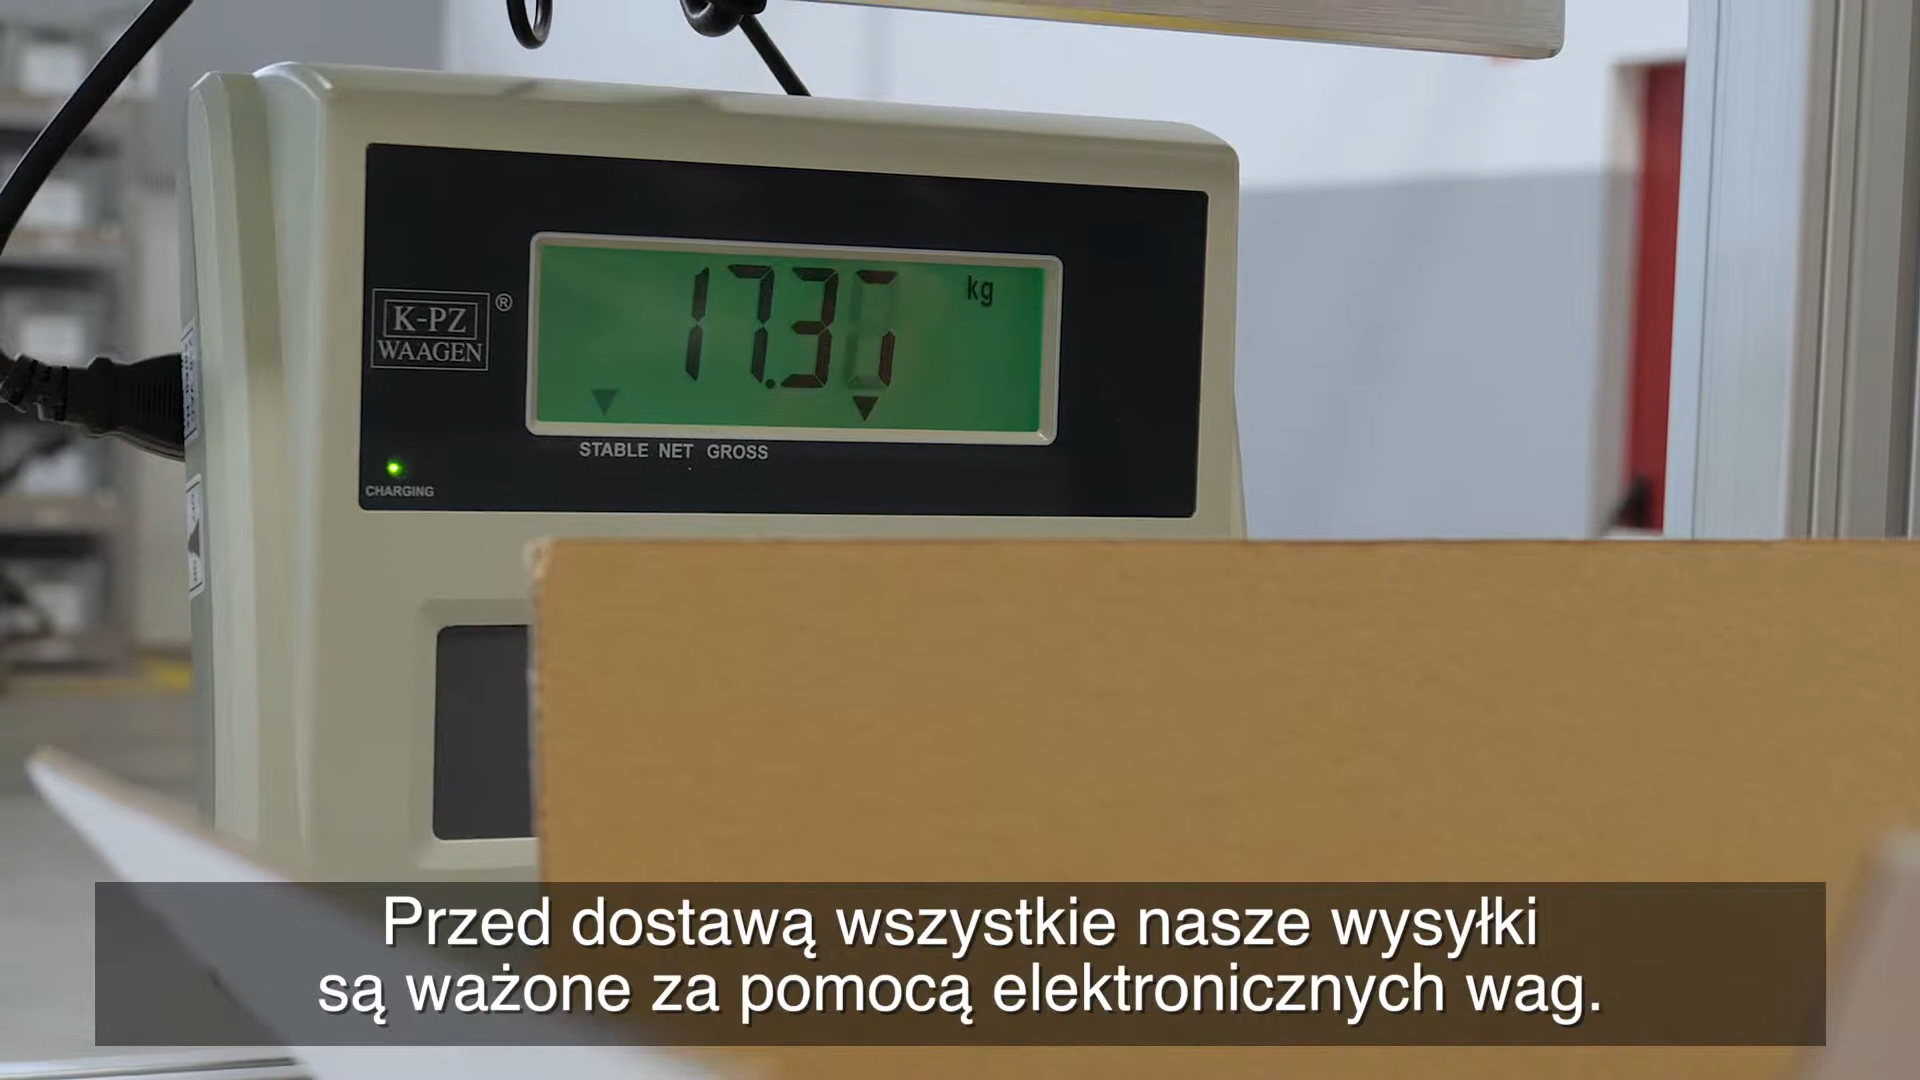 K-PZ ®
WAAGEN
kg
STABLE NET GROSS
CHARGING
Przed dostawą wszystkie nasze wysyłki
są ważone za pomocą elektronicznych wag.